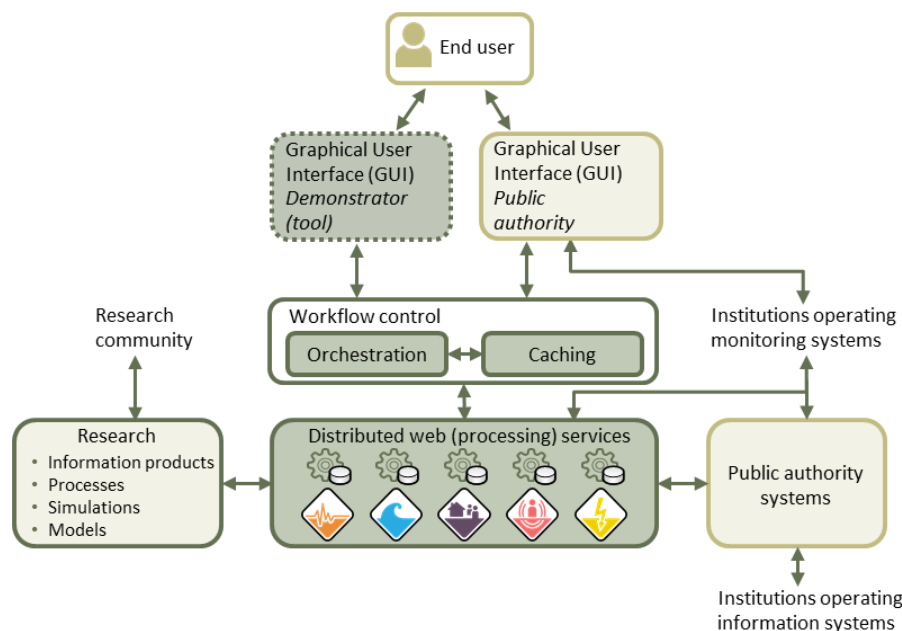 End user
Graphical User
Interface (GUI)
Demonstrator
(tool)
Graphical User
Interface (GUI)
Public
authority
Workflow control
Orchestration
Caching
Research
community
Institutions operating
monitoring systems
Research
• Information products
• Processes
• Simulations
• Models
Distributed web (processing) services
Public authority
systems
Institutions operating
information systems